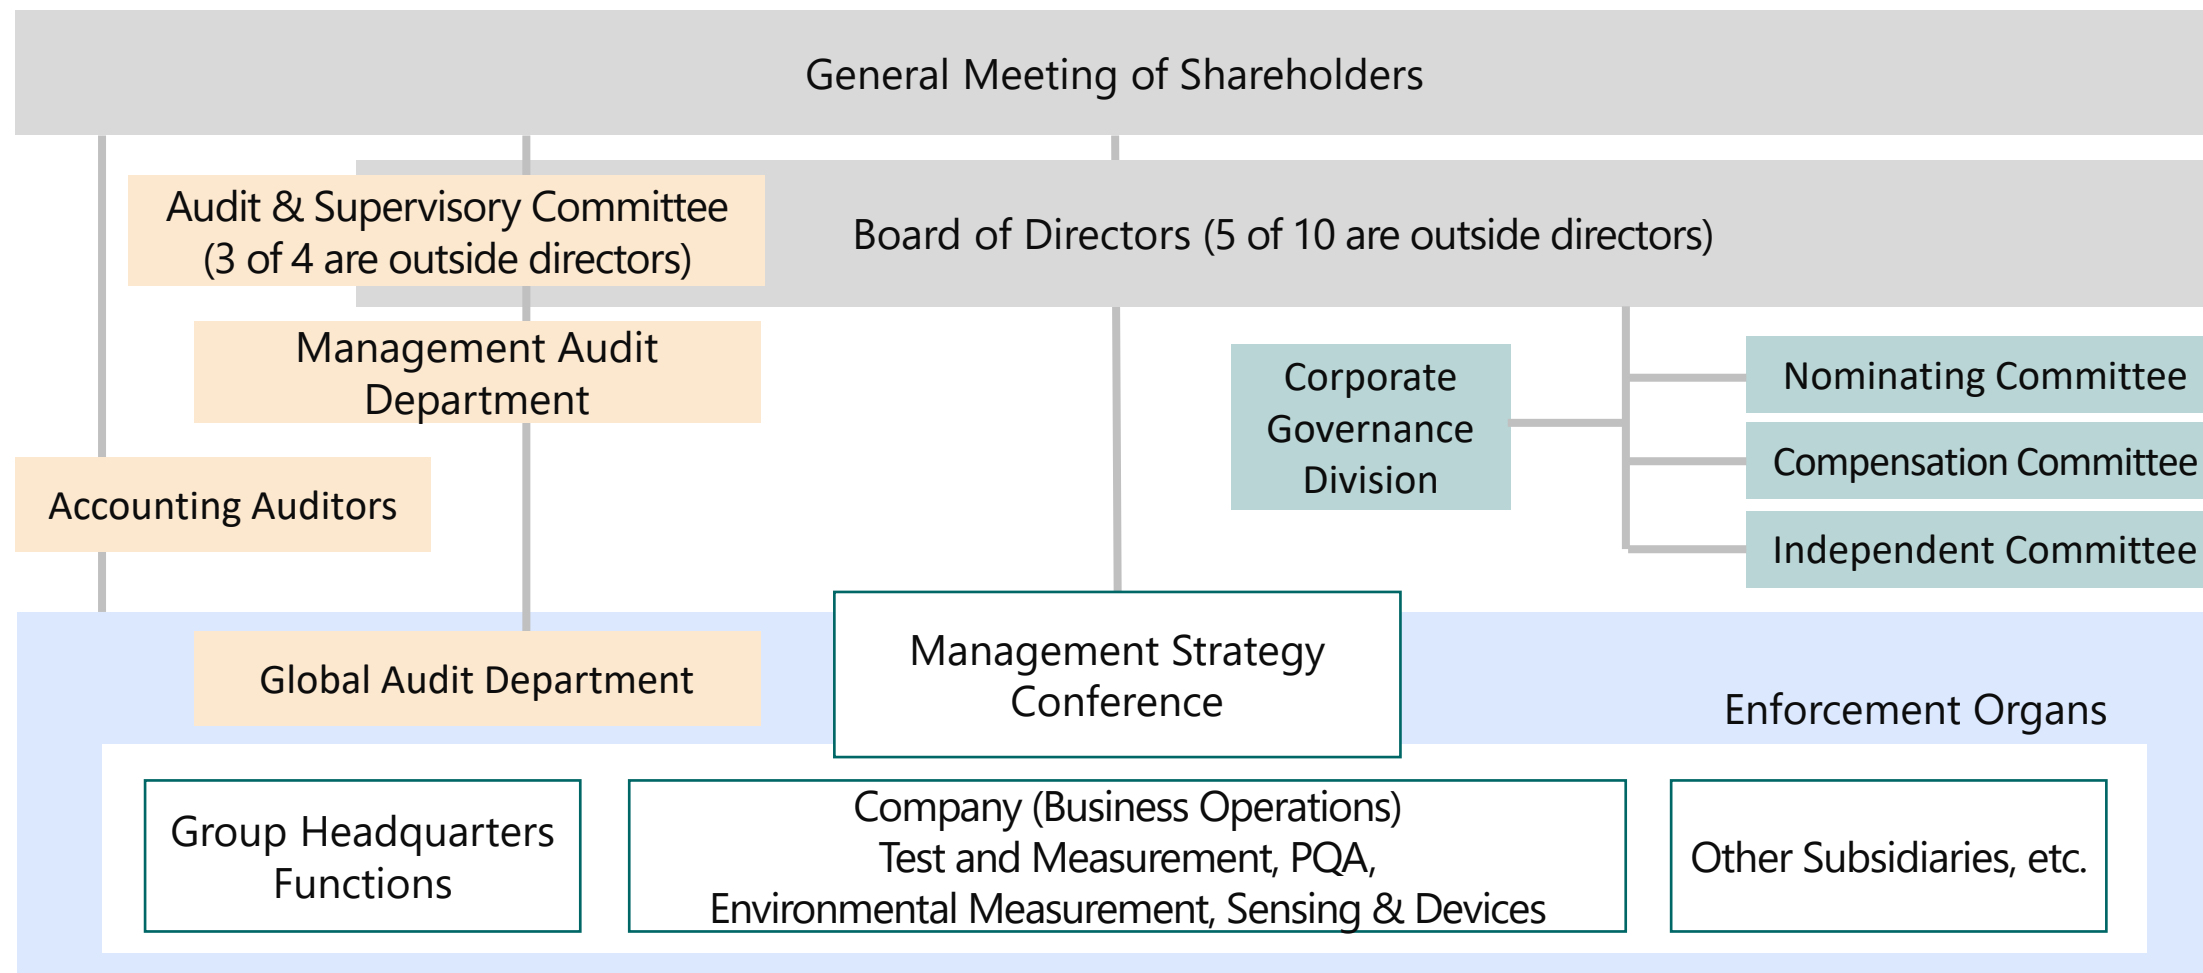 General Meeting of Shareholders
Audit & Supervisory Committee
(3 of 4 are outside directors)
Board of Directors (5 of 10 are outside directors)
Management Audit
Department
Corporate
Governance
Division
Nominating Committee
Compensation Committee
Independent Committee
Accounting Auditors
Global Audit Department
Management Strategy
Conference
Enforcement Organs
Group Headquarters
Functions
Company (Business Operations)
Test and Measurement, PQA,
Environmental Measurement, Sensing & Devices
Other Subsidiaries, etc.